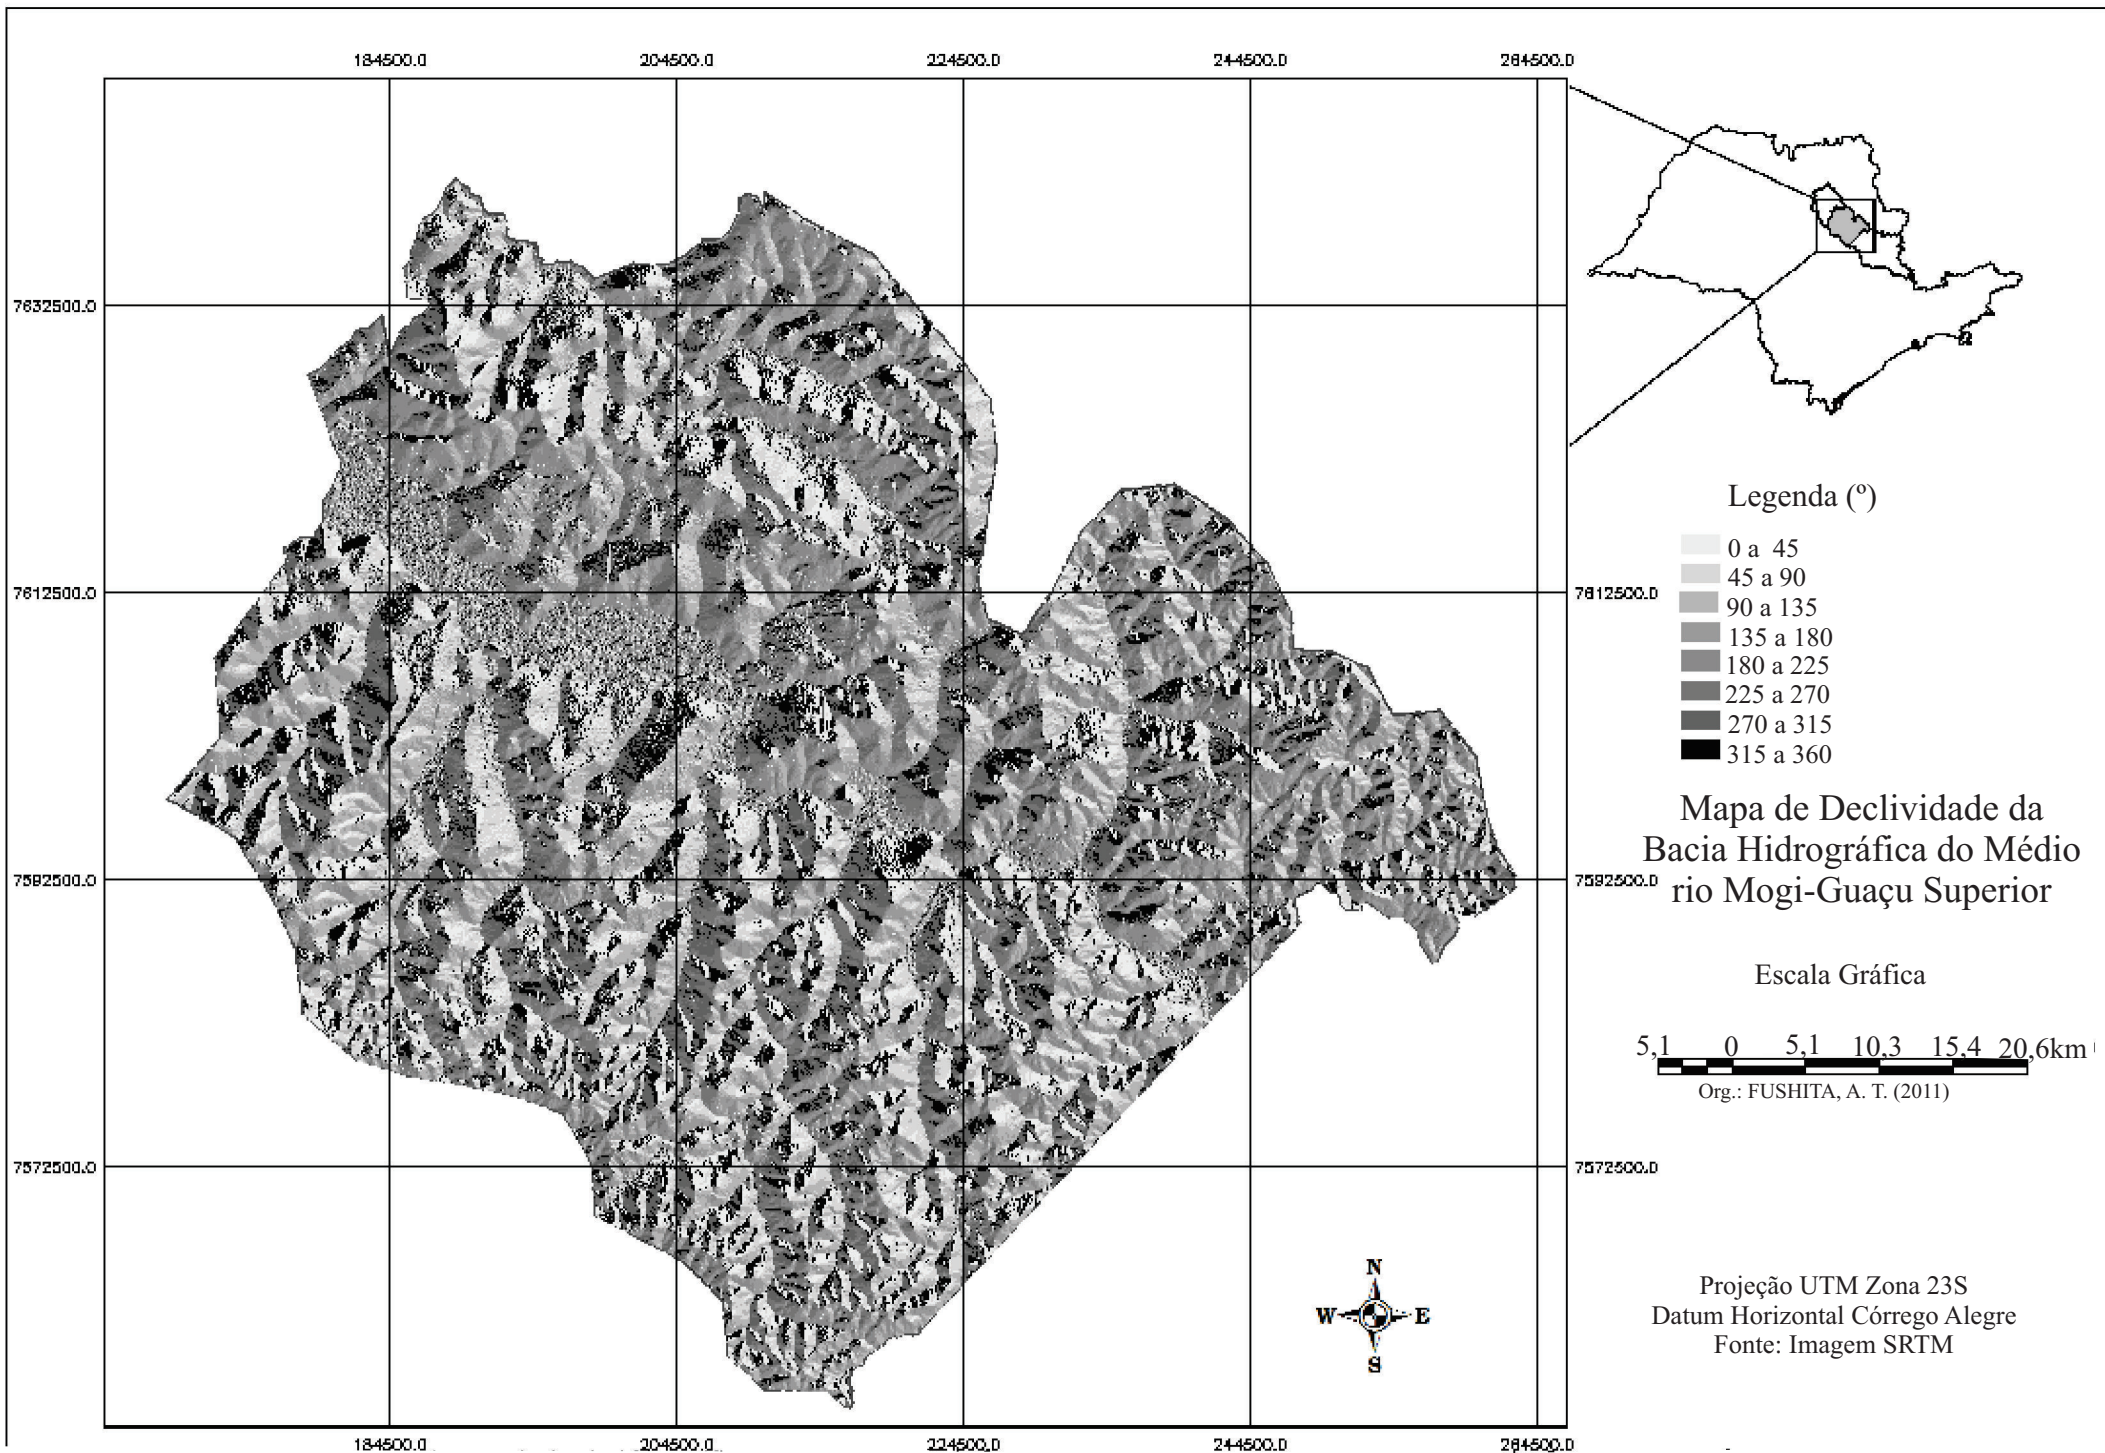 184500.0 204500.0 224500.0 244500.0 264500.0
7632500.0
7612500.0 7612500.0
7592500.0 7592500.0
7572500.0 7572500.0
184500.0 204500.0 224500.0 244500.0 264500.0
N
W E
S
Legenda (º)
0 a 45
45 a 90
90 a 135
135 a 180
180 a 225
225 a 270
270 a 315
315 a 360
Mapa de Declividade da
Bacia Hidrográfica do Médio
rio Mogi-Guaçu Superior
Escala Gráfica
5,1 0 5,1 10,3 15,4 20,6km
Org.: FUSHITA, A. T. (2011)
Projeção UTM Zona 23S
Datum Horizontal Córrego Alegre
Fonte: Imagem SRTM